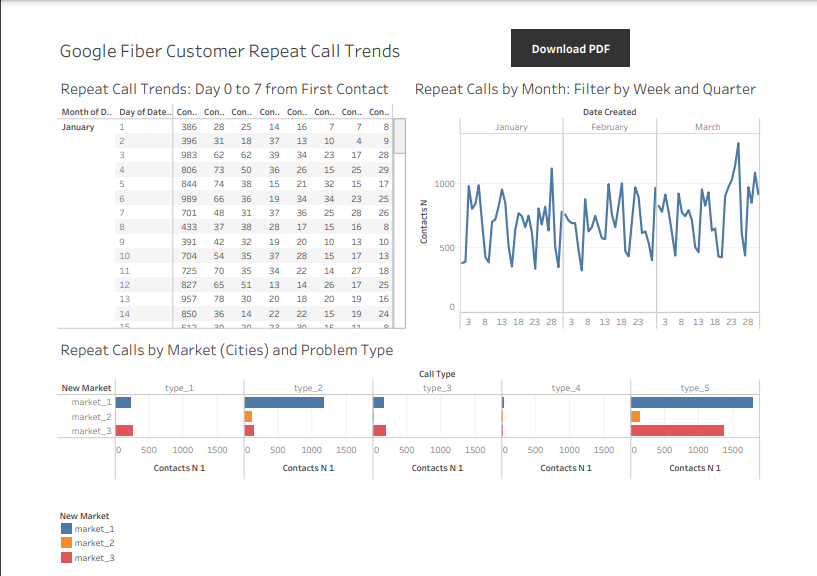 Google Fiber Customer Repeat Call Trends
Download PDF
Repeat Call Trends: Day 0 to 7 from First Contact
Month of D.. Day of Date.. Con.. Con.. Con.. Con.. Con.. Con.. Con.. Con..
January 1 386 28 25 14 16 7 7 8
2 396 31 18 37 13 10 4 9
3 983 62 62 39 34 23 17 28
4 806 73 50 36 26 15 25 29
5 844 74 38 15 21 32 15 17
6 989 66 36 19 34 34 23 25
7 701 48 31 37 36 25 28 26
8 433 37 38 28 17 15 16 8
9 391 42 32 19 20 10 13 10
10 704 54 35 37 28 15 17 13
11 725 70 35 34 22 14 27 18
12 827 65 51 13 14 26 17 25
13 957 78 30 20 18 20 19 16
14 850 36 14 22 22 15 19 24
Repeat Calls by Month: Filter by Week and Quarter
Date Created
January February March
Contacts N
1000
500
0
3 8 13 18 23 28 3 8 13 18 23 3 8 13 18 23 28
Repeat Calls by Market (Cities) and Problem Type
Call Type
New Market type_1 type_2 type_3 type_4 type_5
market_1
market_2
market_3
0 500 1000 1500 0 500 1000 1500 0 500 1000 1500 0 500 1000 1500 0 500 1000 1500
Contacts N 1 Contacts N 1 Contacts N 1 Contacts N 1 Contacts N 1
New Market
market_1
market_2
market_3